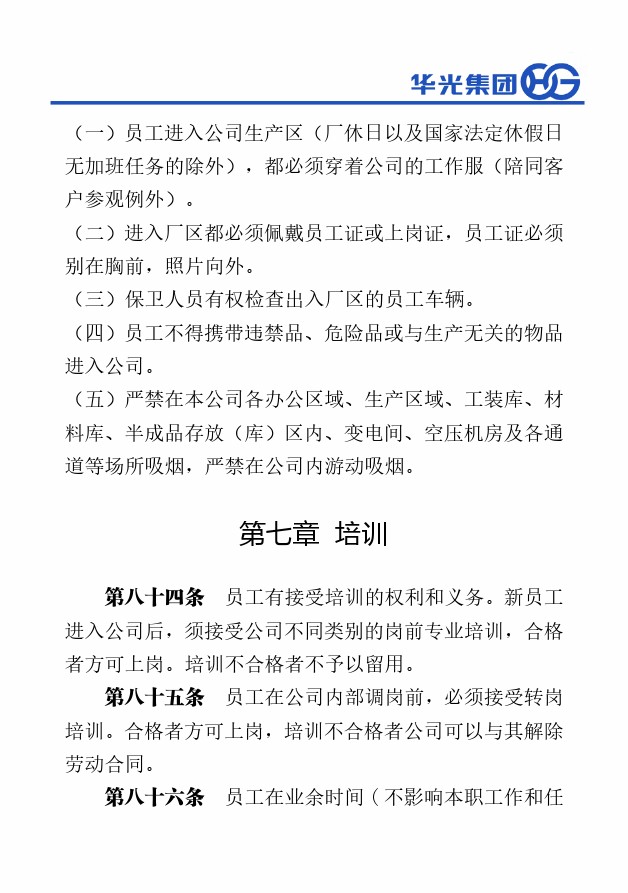 华光集团
（一）员工进入公司生产区（厂休日以及国家法定休假日
无加班任务的除外），都必须穿着公司的工作服（陪同客
户参观例外）。
（二）进入厂区都必须佩戴员工证或上岗证，员工证必须
别在胸前，照片向外。
（三）保卫人员有权检查出入厂区的员工车辆。
（四）员工不得携带违禁品、危险品或与生产无关的物品
进入公司。
（五）严禁在本公司各办公区域、生产区域、工装库、材
料库、半成品存放（库）区内、变电间、空压机房及各通
道等场所吸烟，严禁在公司内游动吸烟。
第七章 培训
第八十四条 员工有接受培训的权利和义务。新员工
进入公司后，须接受公司不同类别的岗前专业培训，合格
者方可上岗。培训不合格者不予以留用。
第八十五条 员工在公司内部调岗前，必须接受转岗
培训。合格者方可上岗，培训不合格者公司可以与其解除
劳动合同。
第八十六条 员工在业余时间（不影响本职工作和任